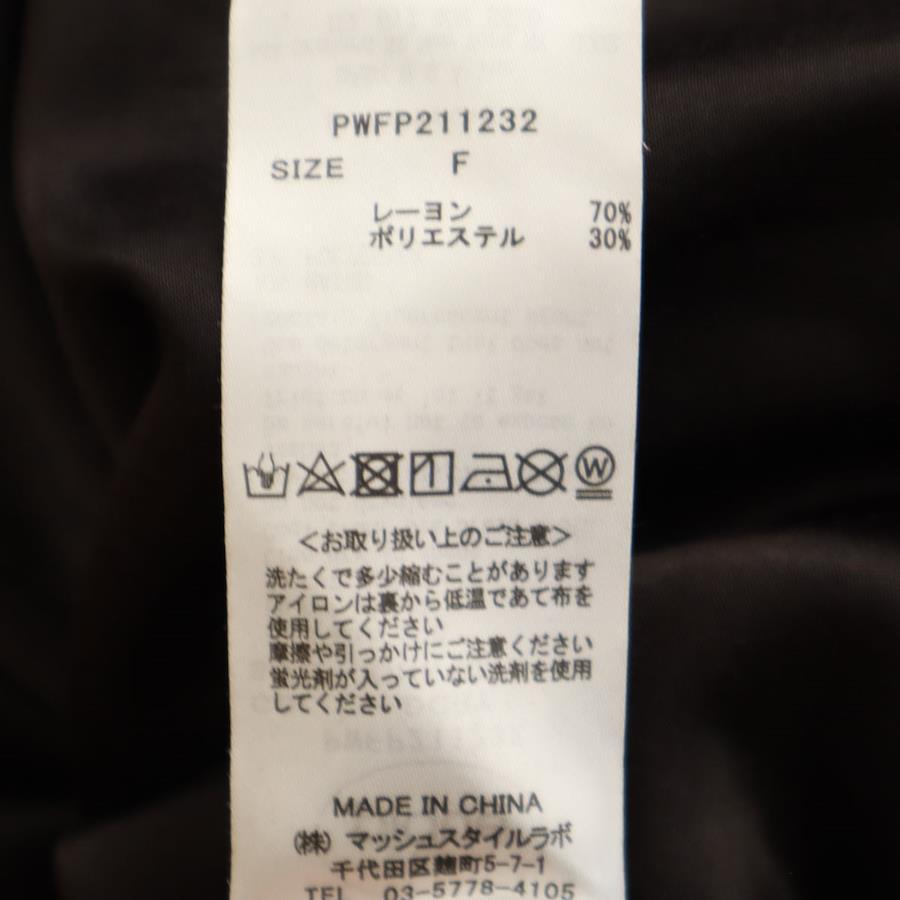 PWFP211232
SIZE F
レーヨン 70%
ポリエステル 30%
W
<お取り扱い上のご注意>
洗たくで多少縮むことがあります
アイロンは裏から低温であて布を
使用してください
摩擦や引っかけにご注意ください
蛍光剤が入っていない洗剤を使用
してください
MADE IN CHINA
(株) マッシュスタイルラボ
千代田区麹町5-7-1
TEL 03-5778-4105